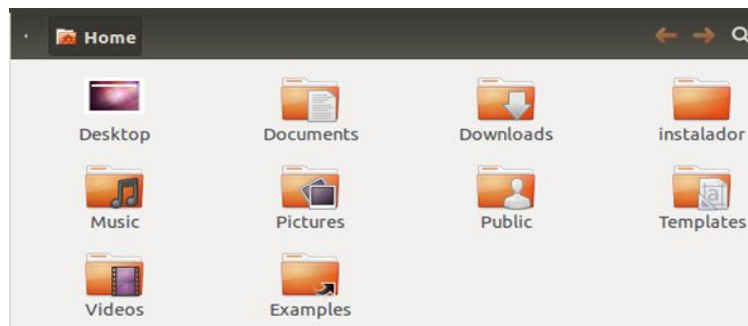 Home
Desktop Documents Downloads instalador
Music Pictures Public Templates
Videos Examples